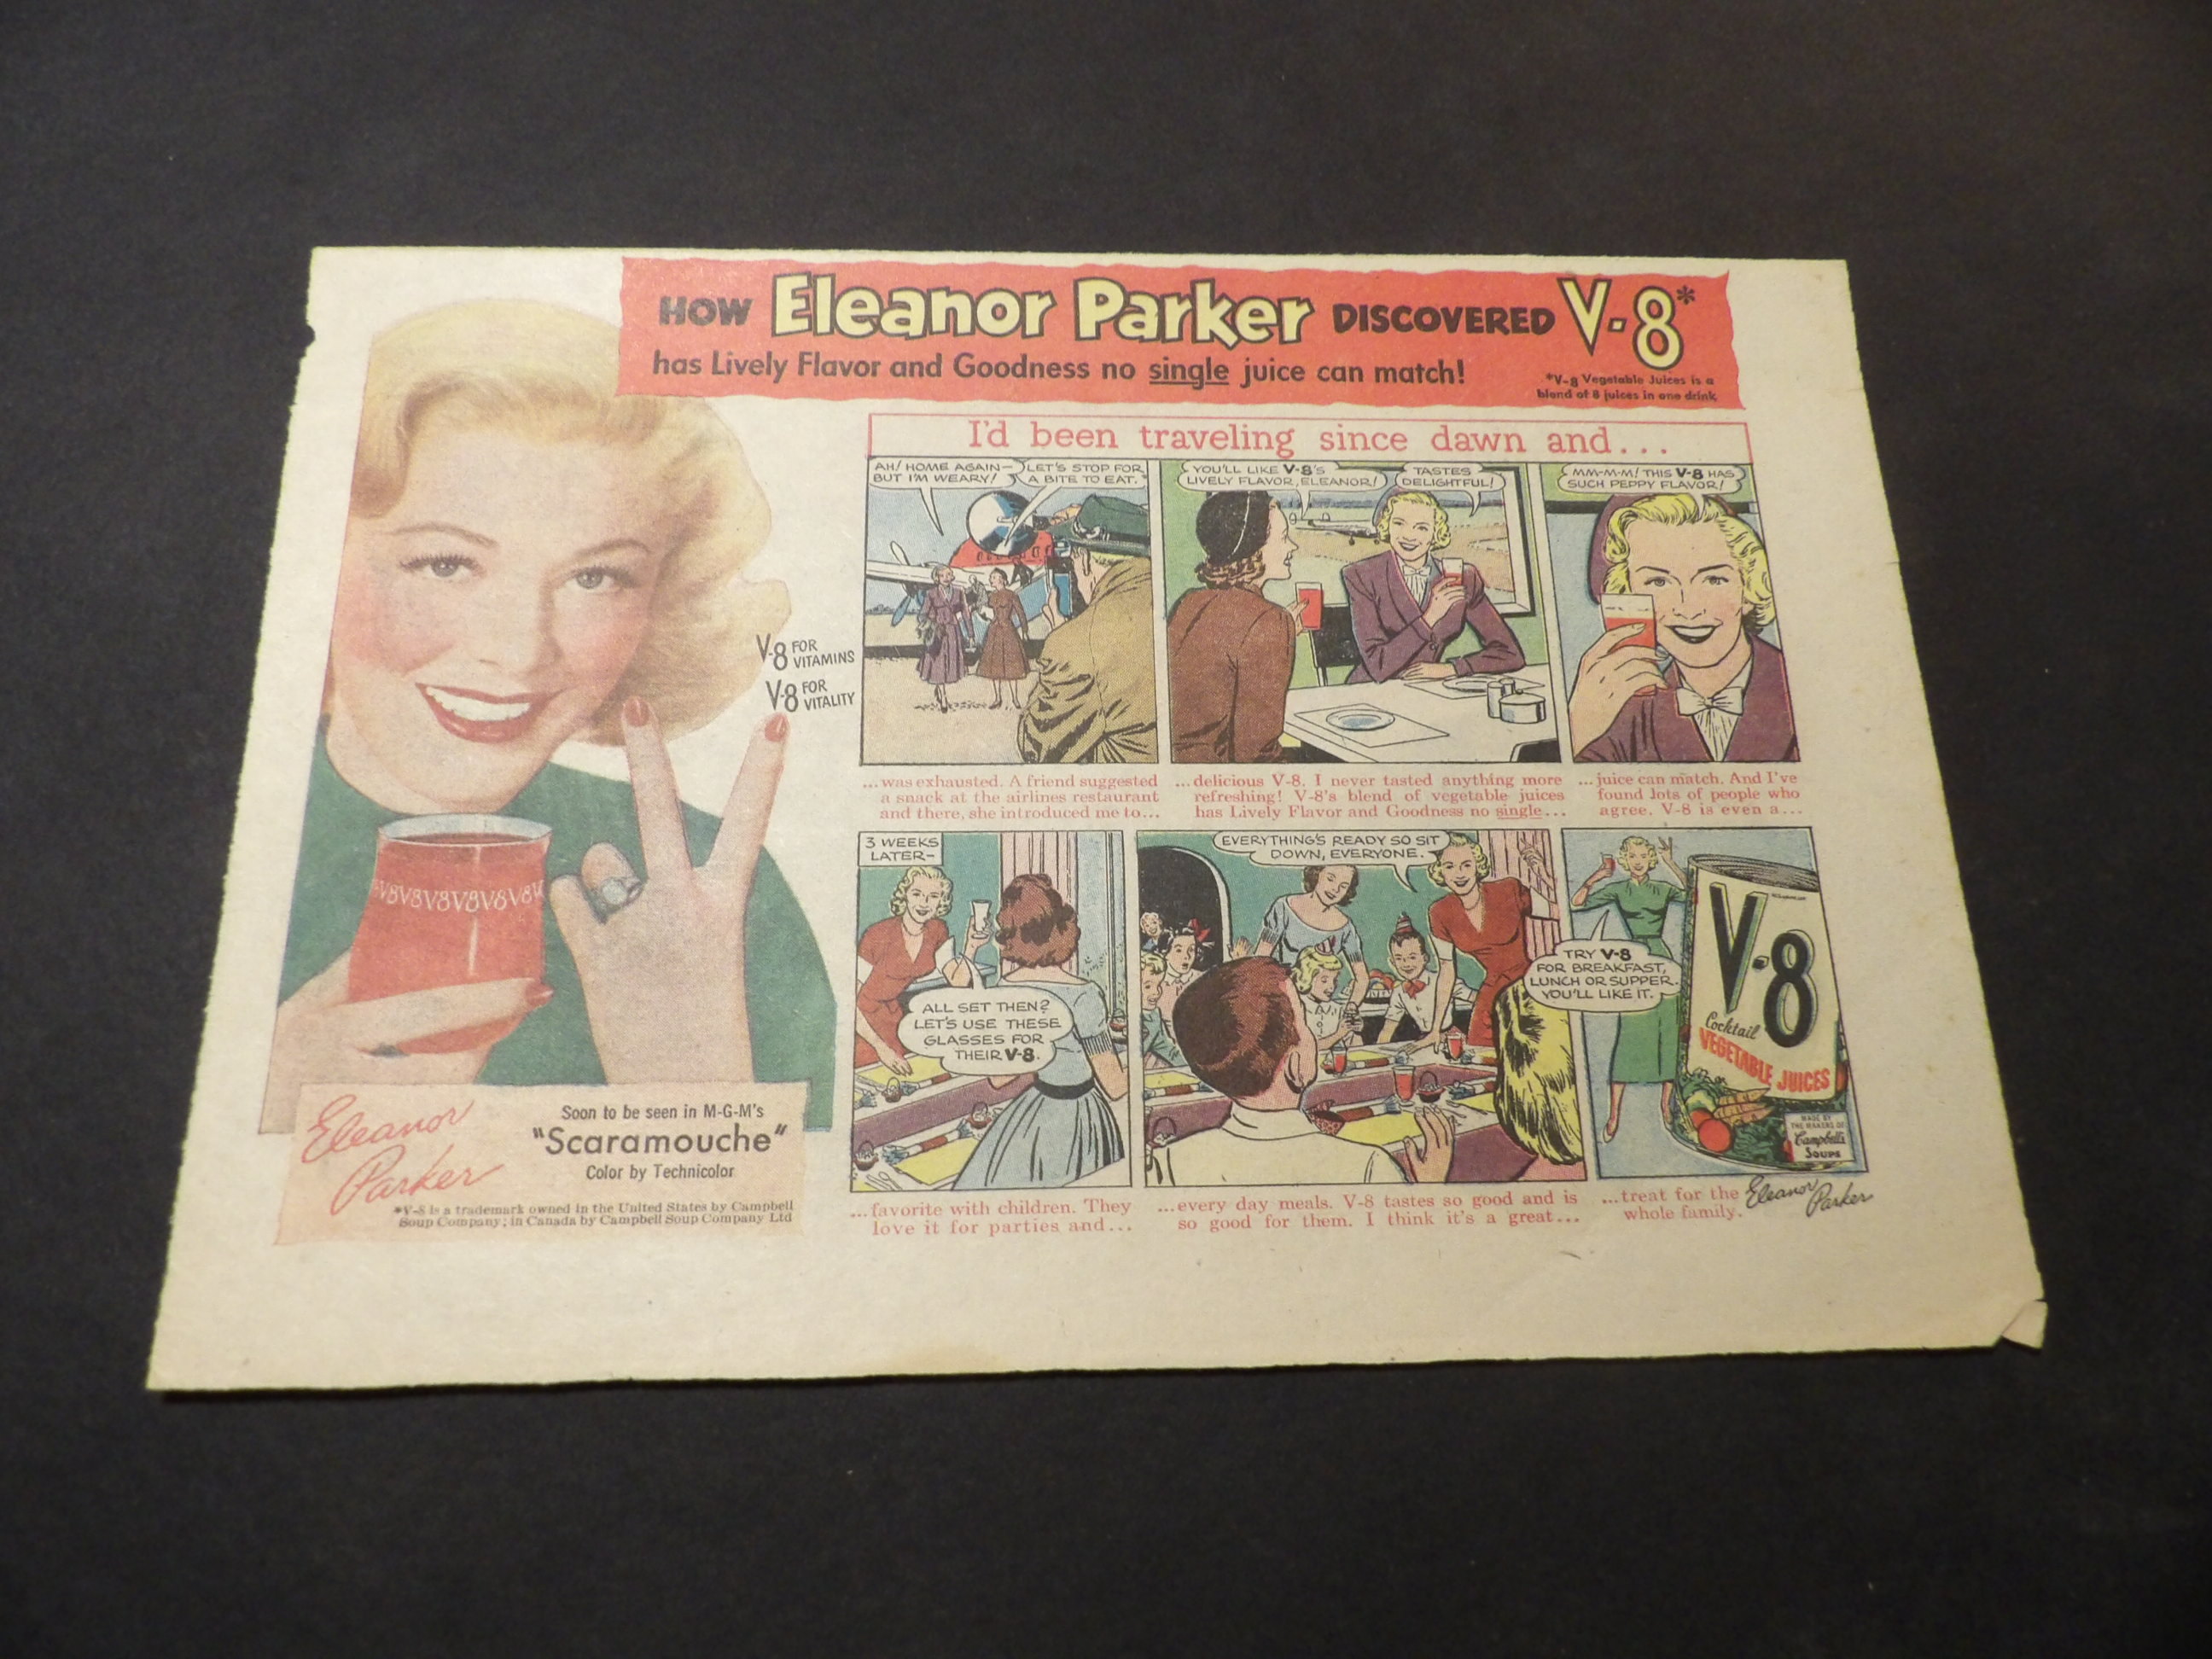 HOW Eleanor Parker DISCOVERED V-8*
has Lively Flavor and Goodness no single juice can match!
*V-8 Vegetable Juices is a
blend of 8 juices in one drink
I'd been traveling since dawn and...
AH! HOME AGAIN—
BUT I'M WEARY!
LET'S STOP FOR
A BITE TO EAT.
YOU'LL LIKE V-8'S
LIVELY FLAVOR, ELEANOR!
TASTES
DELIGHTFUL!
MM-M-M! THIS V-8 HAS
SUCH PEPPY FLAVOR!
...was exhausted. A friend suggested
a snack at the airlines restaurant
and there, she introduced me to...
...delicious V-8. I never tasted anything more
refreshing! V-8's blend of vegetable juices
has Lively Flavor and Goodness no single...
...juice can match. And I've
found lots of people who
agree. V-8 is even a...
3 WEEKS
LATER—
ALL SET THEN?
LET'S USE THESE
GLASSES FOR
THEIR V-8.
EVERYTHING'S READY SO SIT
DOWN, EVERYONE.
TRY V-8
FOR BREAKFAST,
LUNCH OR SUPPER.
YOU'LL LIKE IT.
V-8
Cocktail
VEGETABLE JUICES
MADE BY
THE MAKERS OF
Campbell's
SOUPS
...favorite with children. They
love it for parties and...
...every day meals. V-8 tastes so good and is
so good for them. I think it's a great...
...treat for the
whole family.
Eleanor Parker
V-8 FOR
VITAMINS
V-8 FOR
VITALITY
V8V8V8V8V8V8V
Eleanor
Parker
Soon to be seen in M-G-M's
"Scaramouche"
Color by Technicolor
*V-8 is a trademark owned in the United States by Campbell
Soup Company; in Canada by Campbell Soup Company Ltd